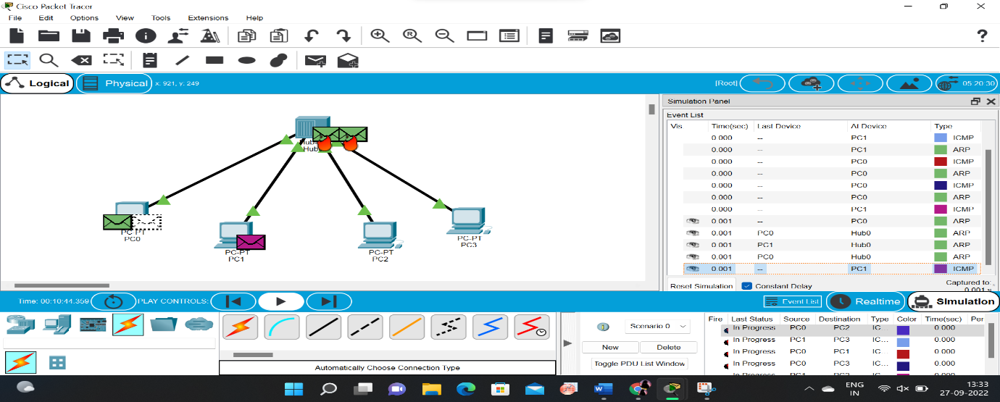 Cisco Packet Tracer
File Edit Options View Tools Extensions Help
Logical Physical x: 921, y: 249 [Root] 05 20:30
Simulation Panel
Event List
Vis Time(sec) Last Device At Device Type
0.000 -- PC1 ICMP
0.000 -- PC1 ARP
0.000 -- PC0 ICMP
0.000 -- PC0 ARP
0.000 -- PC0 ICMP
0.000 -- PC0 ARP
0.000 -- PC1 ICMP
0.001 -- PC0 ARP
0.001 PC0 Hub0 ARP
0.001 PC1 Hub0 ARP
0.001 PC0 Hub0 ARP
0.001 -- PC1 ICMP
Hub0
PC-PT
PC0
PC-PT
PC1
PC-PT
PC2
PC-PT
PC3
Reset Simulation Constant Delay Captured to:
0.001 s
Time: 00:10:44.359 PLAY CONTROLS: Event List Realtime Simulation
Scenario 0
New Delete
Toggle PDU List Window
Fire Last Status Source Destination Type Color Time(sec) Per
In Progress PC0 PC2 IC... 0.000
In Progress PC1 PC3 IC... 0.000
In Progress PC0 PC1 IC... 0.000
In Progress PC0 PC3 IC... 0.000
In Progress PC1 PC2 IC... 0.000
Automatically Choose Connection Type
ENG
IN
13:33
27-09-2022